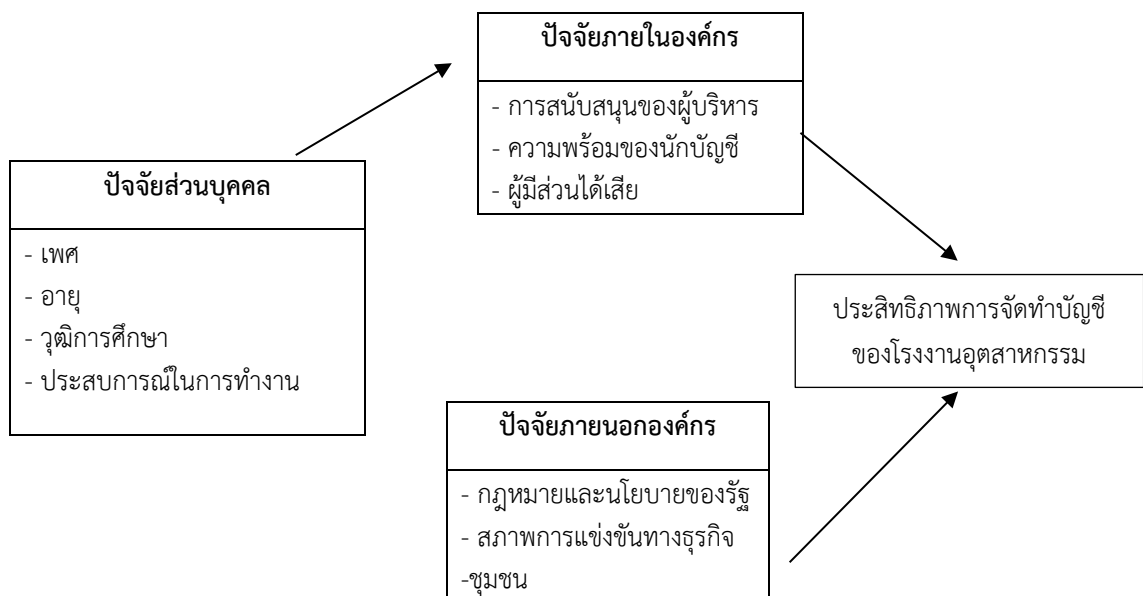 ปัจจัยภายในองค์กร
- การสนับสนุนของผู้บริหาร
- ความพร้อมของนักบัญชี
- ผู้มีส่วนได้เสีย
ปัจจัยส่วนบุคคล
- เพศ
- อายุ
- วุฒิการศึกษา
- ประสบการณ์ในการทำงาน
ประสิทธิภาพการจัดทำบัญชี
ของโรงงานอุตสาหกรรม
ปัจจัยภายนอกองค์กร
- กฎหมายและนโยบายของรัฐ
- สภาพการแข่งขันทางธุรกิจ
-ชุมชน